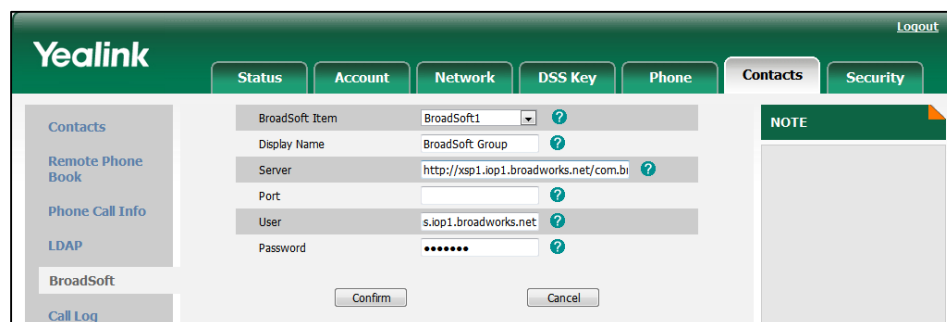 Logout
Yealink
Status Account Network DSS Key Phone Contacts Security
Contacts
Remote Phone
Book
Phone Call Info
LDAP
BroadSoft
Call Log
BroadSoft Item BroadSoft1 ?
Display Name BroadSoft Group ?
Server http://xsp1.iop1.broadworks.net/com.br ?
Port ?
User s.iop1.broadworks.net ?
Password ••••••• ?
Confirm Cancel
NOTE